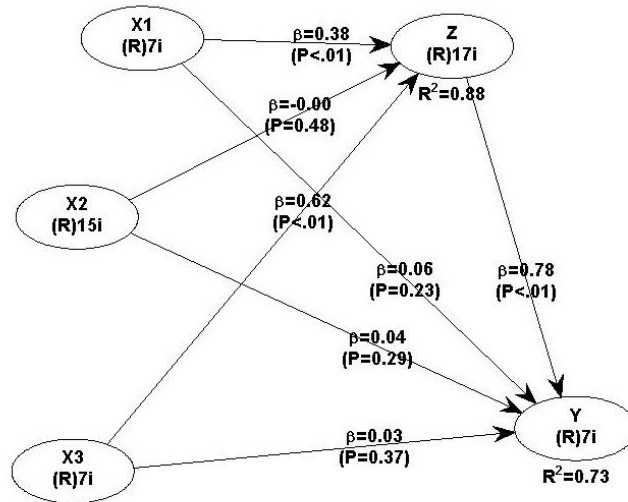 X1
(R)7i
β=0.38
(P<.01)
Z
(R)17i
R²=0.88
β=-0.00
(P=0.48)
X2
(R)15i
β=0.62
(P<.01)
β=0.06
(P=0.23)
β=0.78
(P<.01)
β=0.04
(P=0.29)
Y
(R)7i
R²=0.73
X3
(R)7i
β=0.03
(P=0.37)